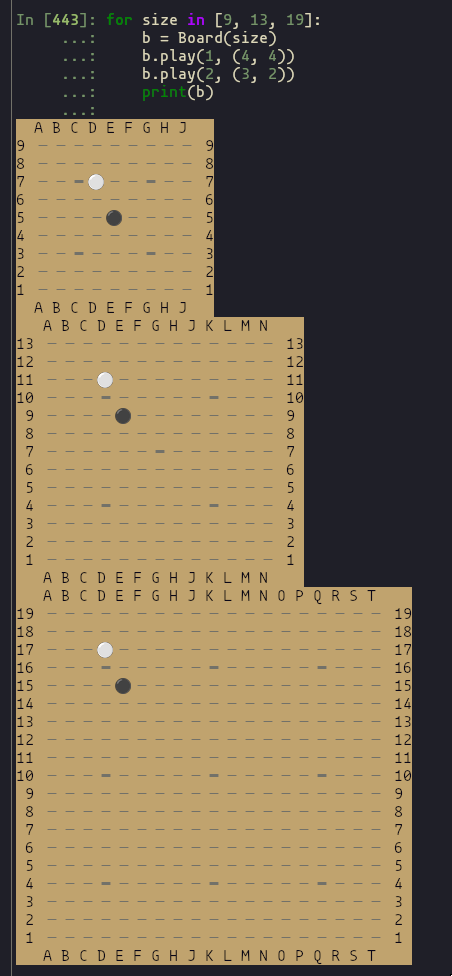 In [443]: for size in [9, 13, 19]:
...: b = Board(size)
...: b.play(1, (4, 4))
...: b.play(2, (3, 2))
...: print(b)
...:
A B C D E F G H J
9 — — — — — — — — — 9
8 — — — — — — — — — 8
7 — — — ⚪ — — — — — 7
6 — — — — — — — — — 6
5 — — — — ⚫ — — — — 5
4 — — — — — — — — — 4
3 — — — — — — — — — 3
2 — — — — — — — — — 2
1 — — — — — — — — — 1
A B C D E F G H J
A B C D E F G H J K L M N
13 — — — — — — — — — — — — — 13
12 — — — — — — — — — — — — — 12
11 — — — ⚪ — — — — — — — — — 11
10 — — — — — — — — — — — — — 10
9 — — — — ⚫ — — — — — — — — 9
8 — — — — — — — — — — — — — 8
7 — — — — — — — — — — — — — 7
6 — — — — — — — — — — — — — 6
5 — — — — — — — — — — — — — 5
4 — — — — — — — — — — — — — 4
3 — — — — — — — — — — — — — 3
2 — — — — — — — — — — — — — 2
1 — — — — — — — — — — — — — 1
A B C D E F G H J K L M N
A B C D E F G H J K L M N O P Q R S T
19 — — — — — — — — — — — — — — — — — — — 19
18 — — — — — — — — — — — — — — — — — — — 18
17 — — — ⚪ — — — — — — — — — — — — — — — 17
16 — — — — — — — — — — — — — — — — — — — 16
15 — — — — ⚫ — — — — — — — — — — — — — — 15
14 — — — — — — — — — — — — — — — — — — — 14
13 — — — — — — — — — — — — — — — — — — — 13
12 — — — — — — — — — — — — — — — — — — — 12
11 — — — — — — — — — — — — — — — — — — — 11
10 — — — — — — — — — — — — — — — — — — — 10
9 — — — — — — — — — — — — — — — — — — — 9
8 — — — — — — — — — — — — — — — — — — — 8
7 — — — — — — — — — — — — — — — — — — — 7
6 — — — — — — — — — — — — — — — — — — — 6
5 — — — — — — — — — — — — — — — — — — — 5
4 — — — — — — — — — — — — — — — — — — — 4
3 — — — — — — — — — — — — — — — — — — — 3
2 — — — — — — — — — — — — — — — — — — — 2
1 — — — — — — — — — — — — — — — — — — — 1
A B C D E F G H J K L M N O P Q R S T